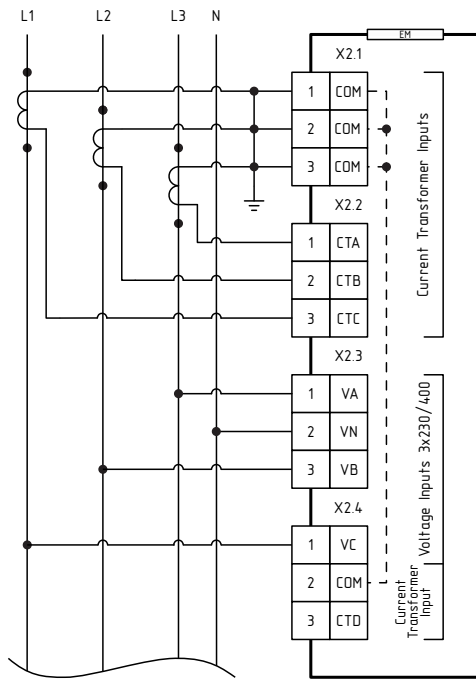 L1 L2 L3 N
EM
X2.1
1 COM
2 COM
3 COM
Current Transformer Inputs
X2.2
1 CTA
2 CTB
3 CTC
X2.3
1 VA
2 VN
3 VB
Voltage Inputs 3x230/400
X2.4
1 VC
2 COM
3 CTD
Current
Transformer
Input